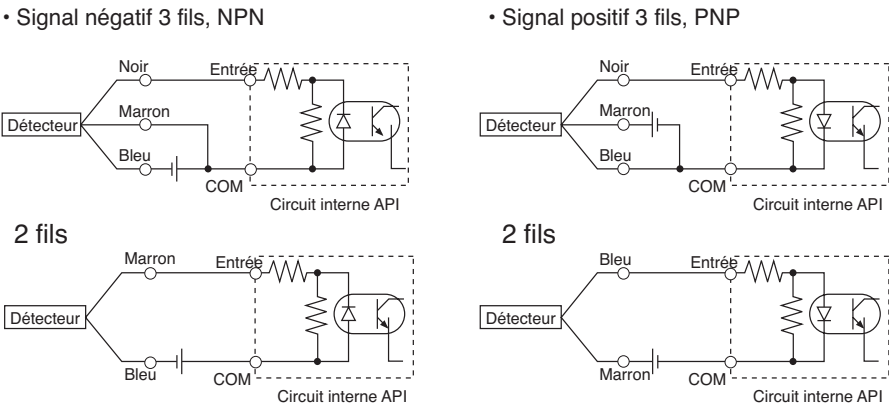 • Signal négatif 3 fils, NPN
Noir
Entrée
Marron
Détecteur
Bleu
COM
Circuit interne API
• Signal positif 3 fils, PNP
Noir
Entrée
Marron
Détecteur
Bleu
COM
Circuit interne API
2 fils
Marron
Entrée
Détecteur
Bleu
COM
Circuit interne API
2 fils
Bleu
Entrée
Détecteur
Marron
COM
Circuit interne API